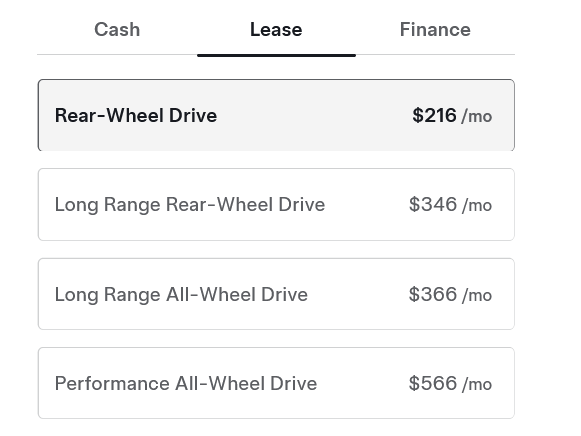 Cash Lease Finance
Rear-Wheel Drive $216 /mo
Long Range Rear-Wheel Drive $346 /mo
Long Range All-Wheel Drive $366 /mo
Performance All-Wheel Drive $566 /mo